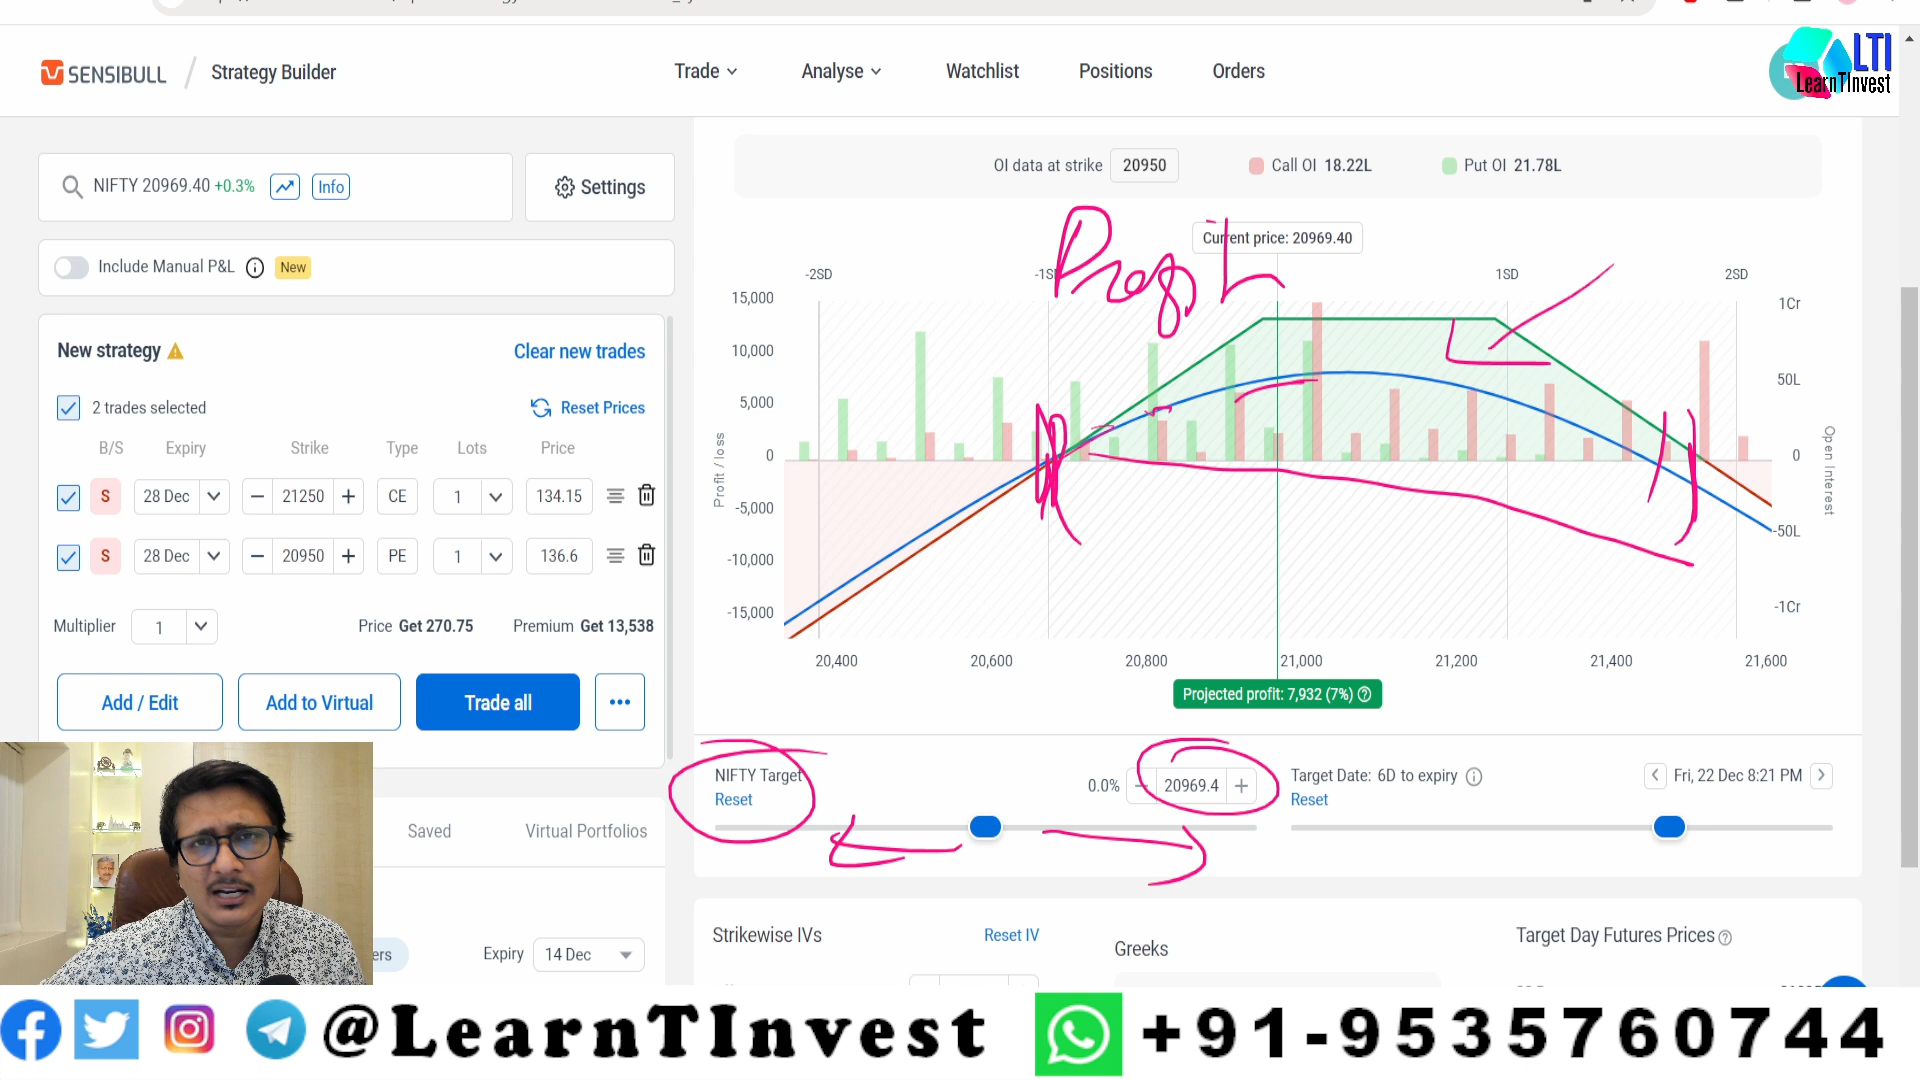 SENSIBULL / Strategy Builder
Trade
Analyse
Watchlist
Positions
Orders
LTI
LearnTInvest
NIFTY 20969.40 +0.3%
Info
Settings
Include Manual P&L
New
New strategy
Clear new trades
2 trades selected
Reset Prices
B/S Expiry Strike Type Lots Price
S 28 Dec − 21250 + CE 1 134.15
S 28 Dec − 20950 + PE 1 136.6
Multiplier 1 Price Get 270.75 Premium Get 13,538
Add / Edit
Add to Virtual
Trade all
...
Saved
Virtual Portfolios
Expiry 14 Dec
OI data at strike 20950 Call OI 18.22L Put OI 21.78L
Profit
Current price: 20969.40
-2SD 1SD 2SD
15,000
10,000
5,000
0
-5,000
-10,000
-15,000
Profit / loss
1Cr
50L
0
-50L
-1Cr
Open Interest
20,400 20,600 20,800 21,000 21,200 21,400 21,600
Projected profit: 7,932 (7%)
NIFTY Target
Reset
0.0% 20969.4 +
Target Date: 6D to expiry
Reset
Fri, 22 Dec 8:21 PM
Strikewise IVs
Reset IV
Greeks
Target Day Futures Prices
@LearnTInvest
+91-9535760744